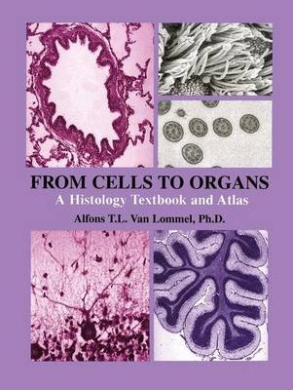 FROM CELLS TO ORGANS
A Histology Textbook and Atlas
Alfons T.L. Van Lommel, Ph.D.